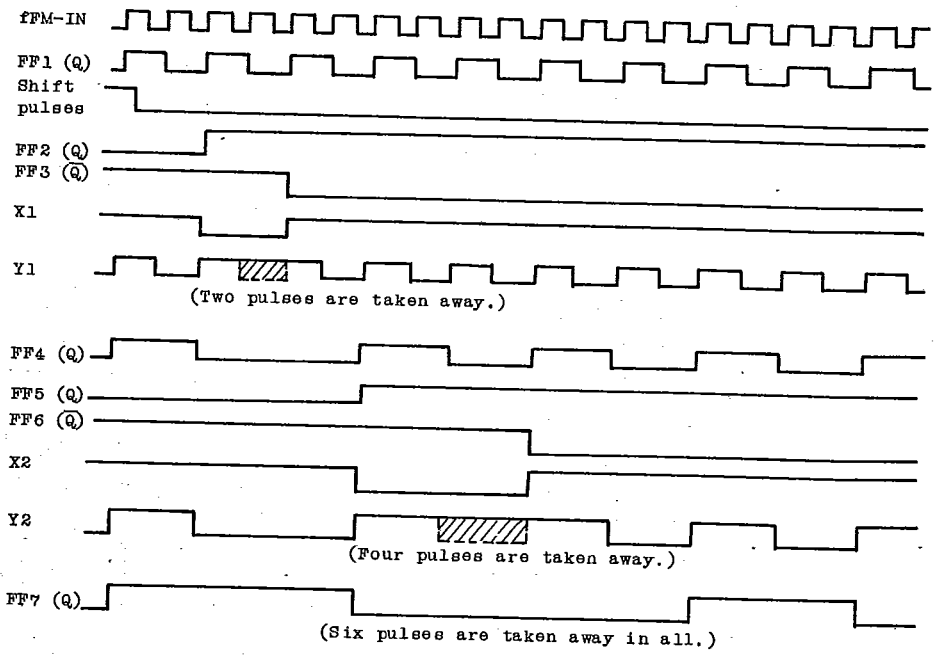 fFM-IN
FF1 (Q)
Shift
pulses
FF2 (Q)
FF3 (Q̅)
X1
Y1
(Two pulses are taken away.)
FF4 (Q)
FF5 (Q)
FF6 (Q̅)
X2
Y2
(Four pulses are taken away.)
FF7 (Q)
(Six pulses are taken away in all.)